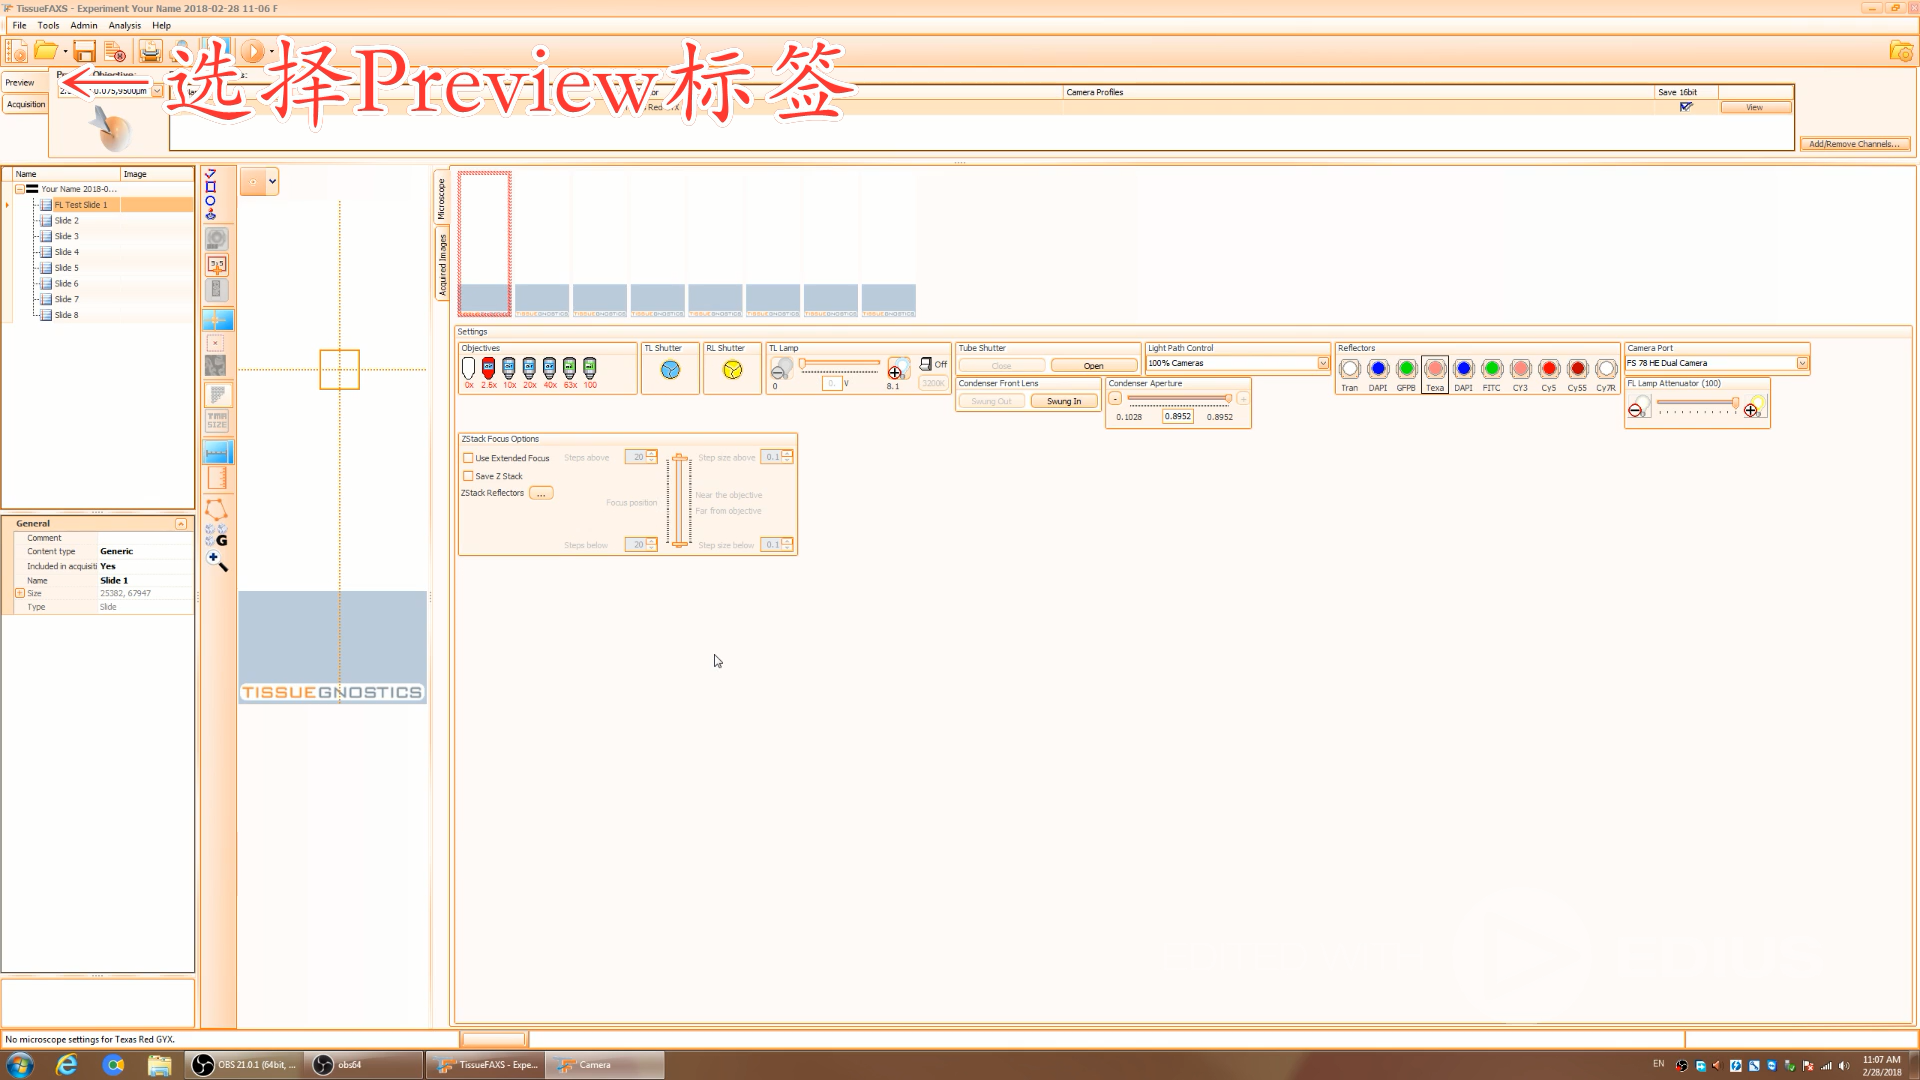 TissueFAXS - Experiment Your Name 2018-02-28 11-06 F
File Tools Admin Analysis Help
选择Preview标签
Preview
Acquisition
Camera Profiles
Save 16bit
View
Add/Remove Channels...
Name Image
Your Name 2018-0...
FL Test Slide 1
Slide 2
Slide 3
Slide 4
Slide 5
Slide 6
Slide 7
Slide 8
Microscope
Acquired Images
Settings
Objectives
0x 2.5x 10x 20x 40x 63x 100
TL Shutter
RL Shutter
TL Lamp
Off
0 0. V 8.1 3200K
Tube Shutter
Close Open
Light Path Control
100% Cameras
Condenser Front Lens
Swung Out Swung In
Condenser Aperture
0.1028 0.8952 0.8952
Reflectors
Tran DAPI GFPB Texa DAPI FITC CY3 Cy5 Cy55 Cy7R
Camera Port
FS 78 HE Dual Camera
FL Lamp Attenuator (100)
ZStack Focus Options
Use Extended Focus
Save Z Stack
ZStack Reflectors ...
Steps above 20
Step size above 0.1
Focus position
Near the objective
Far from objective
Steps below 20
Step size below 0.1
TMA SIZE
G
General
Comment
Content type Generic
Included in acquisiti Yes
Name Slide 1
Size 25382, 67947
Type Slide
TISSUEGNOSTICS
No microscope settings for Texas Red GYX.
OBS 21.0.1 (64bit, ...
obs64
TissueFAXS - Expe...
Camera
EN
11:07 AM
2/28/2018